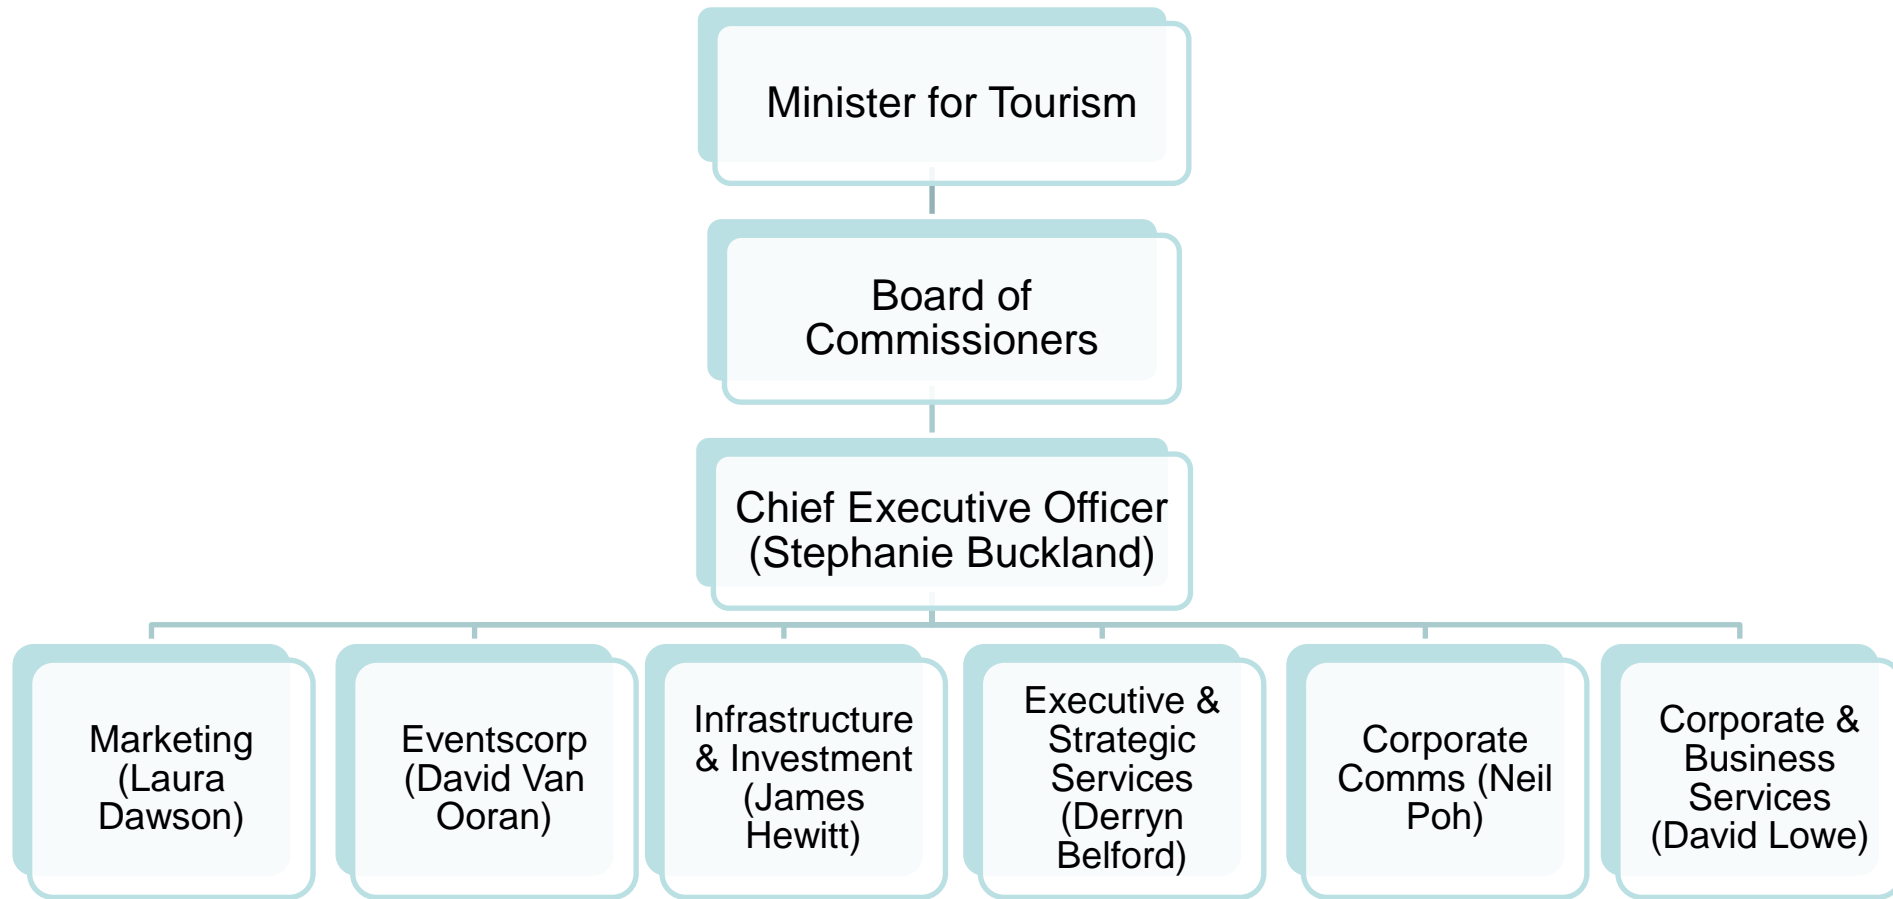 Minister for Tourism
Board of
Commissioners
Chief Executive Officer
(Stephanie Buckland)
Marketing
(Laura
Dawson)
Eventscorp
(David Van
Ooran)
Infrastructure
& Investment
(James
Hewitt)
Executive &
Strategic
Services
(Derryn
Belford)
Corporate
Comms (Neil
Poh)
Corporate &
Business
Services
(David Lowe)